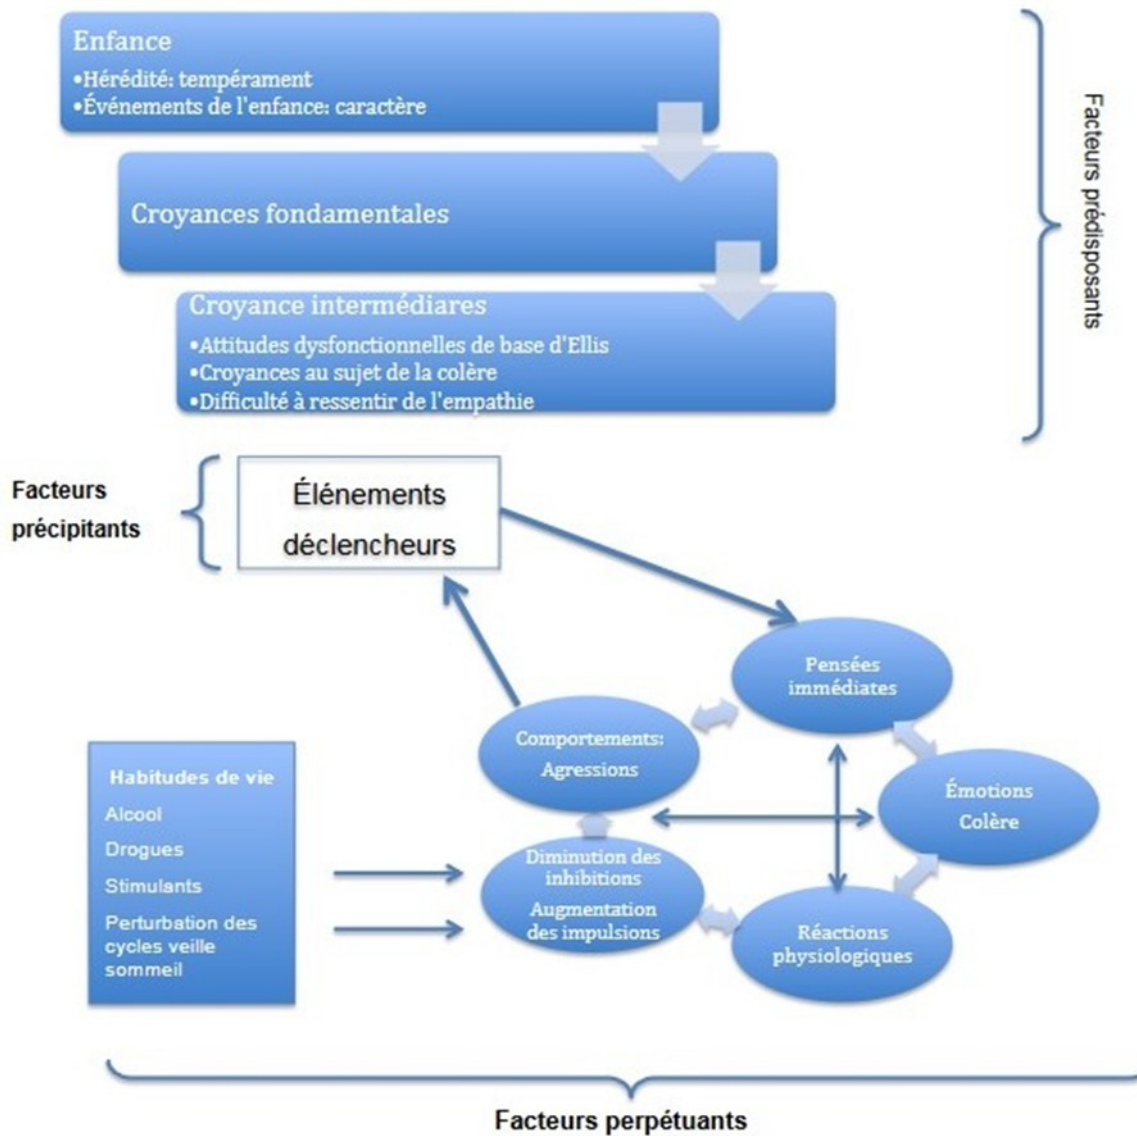 Enfance
•Hérédité: tempérament
•Événements de l'enfance: caractère
Facteurs prédisposants
Croyances fondamentales
Croyance intermédiares
•Attitudes dysfonctionnelles de base d'Ellis
•Croyances au sujet de la colère
•Difficulté à ressentir de l'empathie
Facteurs
précipitants
Élénements
déclencheurs
Pensées
immédiates
Comportements:
Agressions
Émotions
Colère
Habitudes de vie
Alcool
Drogues
Stimulants
Perturbation des
cycles veille
sommeil
Diminution des
inhibitions
Augmentation
des impulsions
Réactions
physiologiques
Facteurs perpétuants